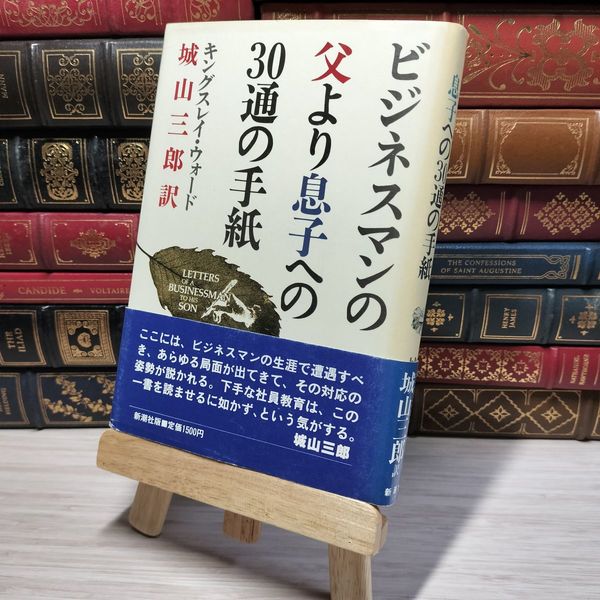 ビジネスマンの
父より息子への
30通の手紙
キングスレイ・ウォード
城山三郎訳
LETTERS
OF A
BUSINESSMAN
TO HIS
SON
ここには、ビジネスマンの生涯で遭遇すべ
き、あらゆる局面が出てきて、その対応の
姿勢が説かれる。下手な社員教育は、この
一書を読ませるに如かず、という気がする。
城山三郎
新潮社版■定価1500円
息子への30通の手紙
城山三郎
CANDIDE
VOLTAIRE
THE ILIAD
THE CONFESSIONS
OF SAINT AUGUSTINE
HENRY
JAMES